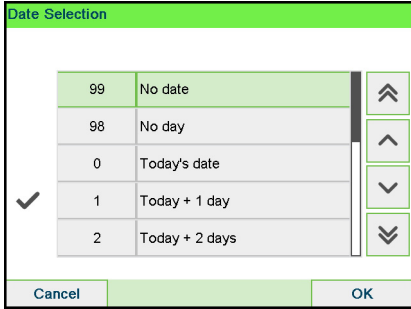 Date Selection
99 No date
98 No day
0 Today's date
1 Today + 1 day
2 Today + 2 days
Cancel OK